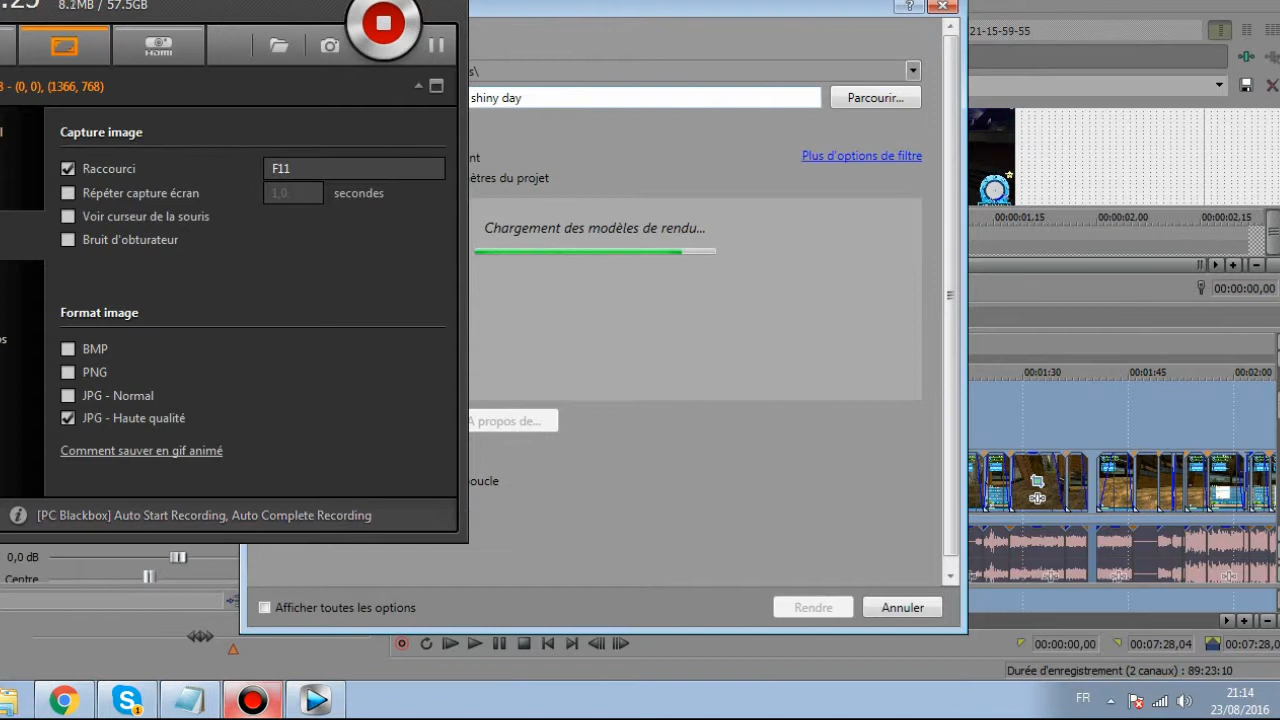 :25 8.1MB / 57.5GB
HDMI
3 - (0, 0), (1366, 768)
Capture image
Raccourci F11
Répéter capture écran 1,0 secondes
Voir curseur de la souris
Bruit d'obturateur
Format image
BMP
PNG
JPG - Normal
JPG - Haute qualité
Comment sauver en gif animé
[PC Blackbox] Auto Start Recording, Auto Complete Recording
s\
shiny day
Parcourir...
nt
Plus d'options de filtre
ètres du projet
Chargement des modèles de rendu...
A propos de...
oucle
Afficher toutes les options
Rendre
Annuler
21-15-59-55
00:00:01,15 00:00:02,00 00:00:02,15
00:00:00,00
00:01:30 00:01:45 00:02:00
0,0 dB
Centre
00:00:00,00 00:07:28,04 00:07:28,0
Durée d'enregistrement (2 canaux) : 89:23:10
FR
21:14
23/08/2016